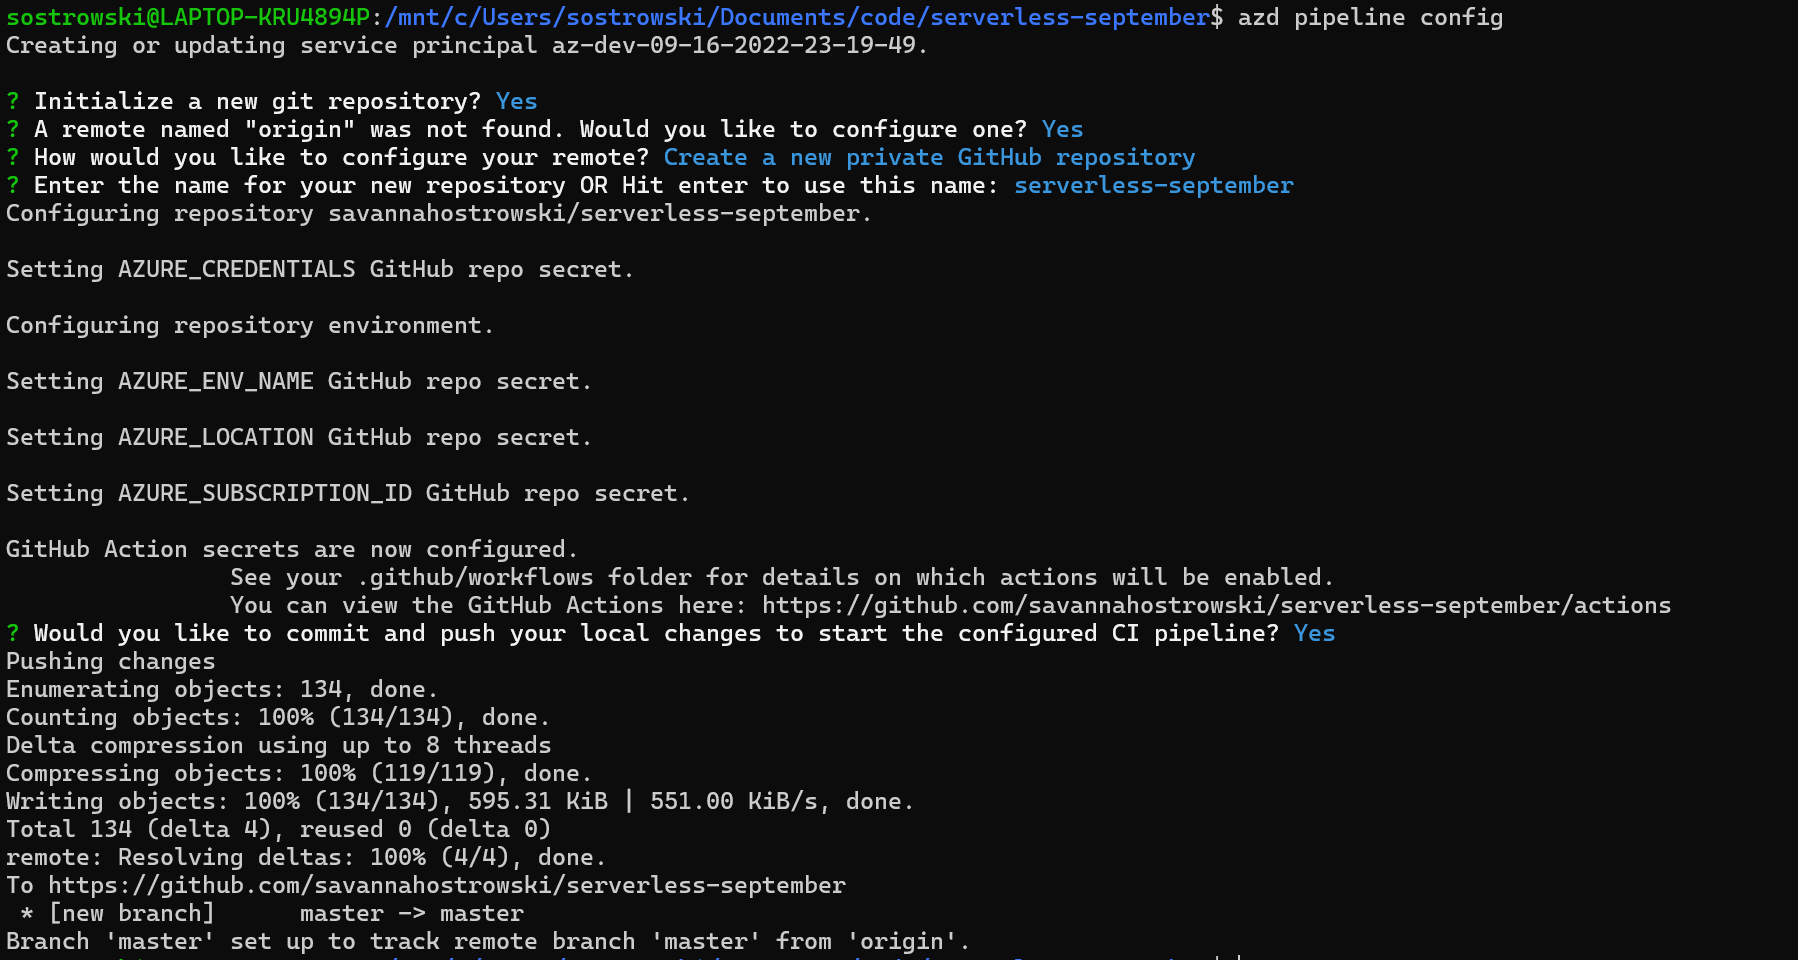 sostrowski@LAPTOP-KRU4894P:/mnt/c/Users/sostrowski/Documents/code/serverless-september$ azd pipeline config
Creating or updating service principal az-dev-09-16-2022-23-19-49.
? Initialize a new git repository? Yes
? A remote named "origin" was not found. Would you like to configure one? Yes
? How would you like to configure your remote? Create a new private GitHub repository
? Enter the name for your new repository OR Hit enter to use this name: serverless-september
Configuring repository savannahostrowski/serverless-september.
Setting AZURE_CREDENTIALS GitHub repo secret.
Configuring repository environment.
Setting AZURE_ENV_NAME GitHub repo secret.
Setting AZURE_LOCATION GitHub repo secret.
Setting AZURE_SUBSCRIPTION_ID GitHub repo secret.
GitHub Action secrets are now configured.
See your .github/workflows folder for details on which actions will be enabled.
You can view the GitHub Actions here: https://github.com/savannahostrowski/serverless-september/actions
? Would you like to commit and push your local changes to start the configured CI pipeline? Yes
Pushing changes
Enumerating objects: 134, done.
Counting objects: 100% (134/134), done.
Delta compression using up to 8 threads
Compressing objects: 100% (119/119), done.
Writing objects: 100% (134/134), 595.31 KiB | 551.00 KiB/s, done.
Total 134 (delta 4), reused 0 (delta 0)
remote: Resolving deltas: 100% (4/4), done.
To https://github.com/savannahostrowski/serverless-september
* [new branch]      master -> master
Branch 'master' set up to track remote branch 'master' from 'origin'.